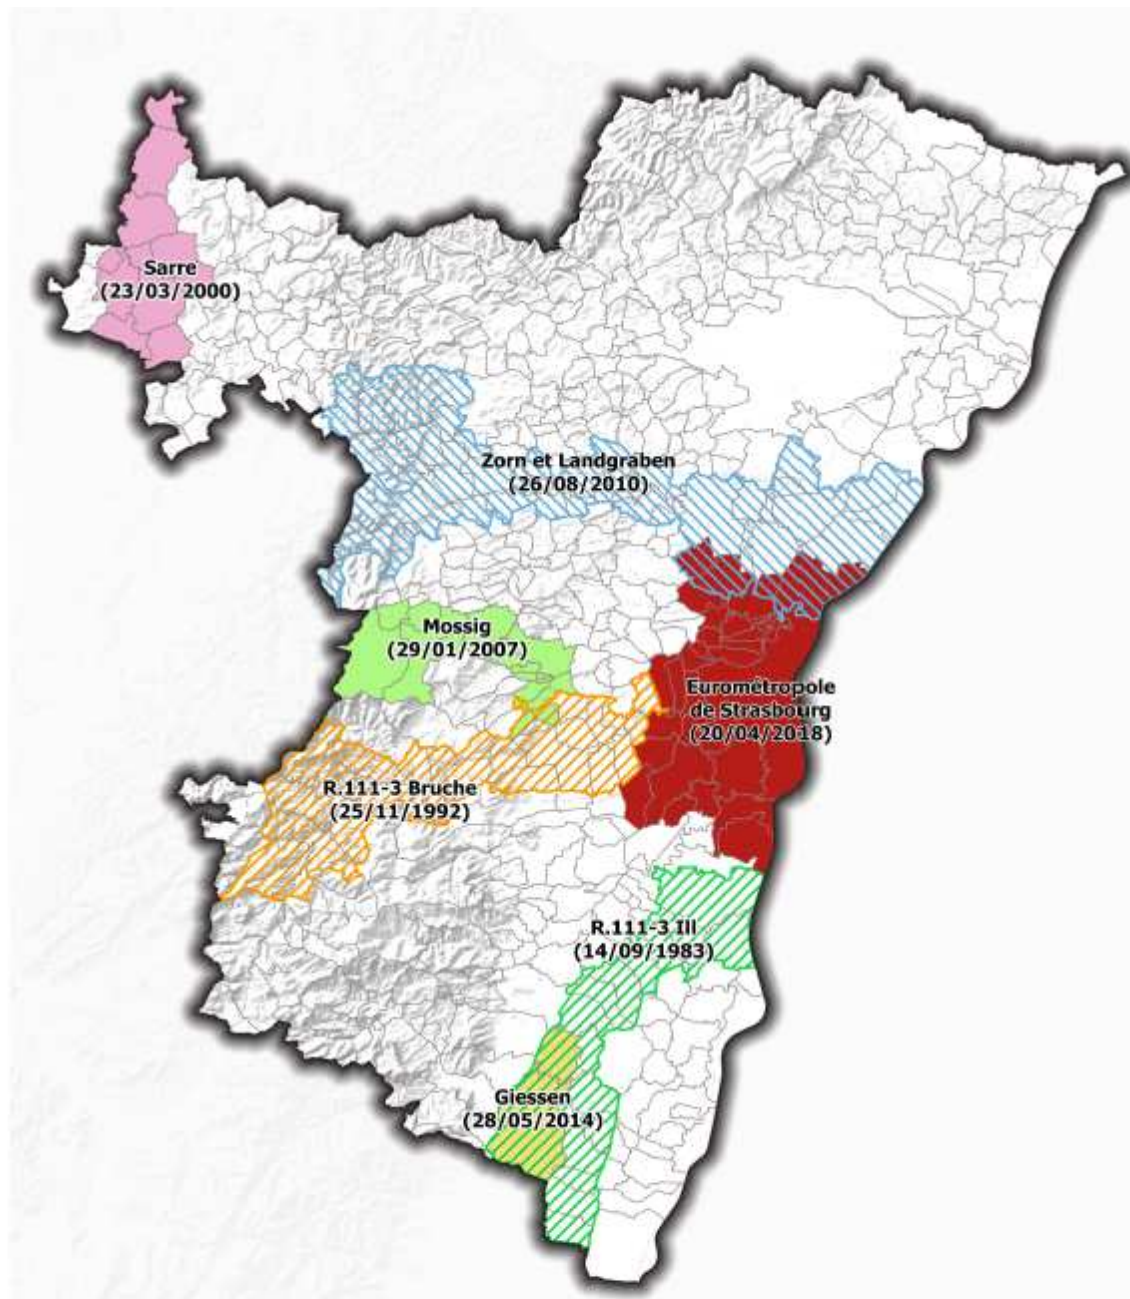 Sarre
(23/03/2000)
Zorn et Landgraben
(26/08/2010)
Mossig
(29/01/2007)
Eurométropole
de Strasbourg
(20/04/2018)
R.111-3 Bruche
(25/11/1992)
R.111-3 Ill
(14/09/1983)
Giessen
(28/05/2014)